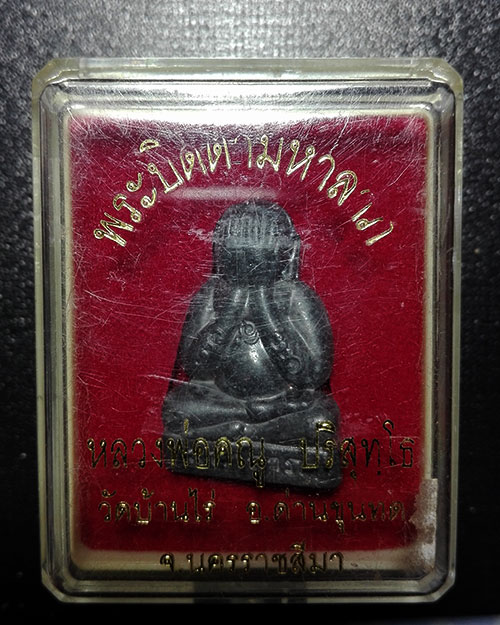 พระปิดตามหาลาภ
หลวงพ่อคูณ ปริสุทฺโธ
วัดบ้านไร่ อ.ด่านขุนทด
จ.นครราชสีมา